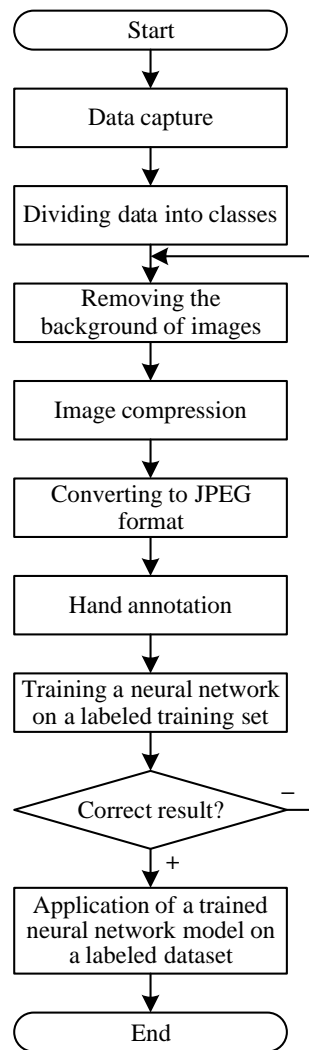 Start
Data capture
Dividing data into classes
Removing the
background of images
Image compression
Converting to JPEG
format
Hand annotation
Training a neural network
on a labeled training set
Correct result?
–
+
Application of a trained
neural network model on
a labeled dataset
End